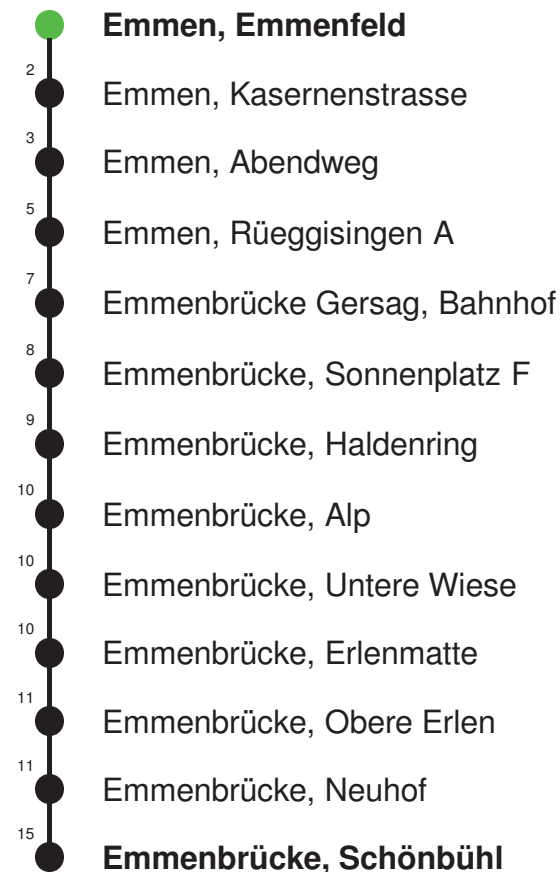 Emmen, Emmenfeld
2
Emmen, Kasernenstrasse
3
Emmen, Abendweg
5
Emmen, Rüeggisingen A
7
Emmenbrücke Gersag, Bahnhof
8
Emmenbrücke, Sonnenplatz F
9
Emmenbrücke, Haldenring
10
Emmenbrücke, Alp
10
Emmenbrücke, Untere Wiese
10
Emmenbrücke, Erlenmatte
11
Emmenbrücke, Obere Erlen
11
Emmenbrücke, Neuhof
15
Emmenbrücke, Schönbühl